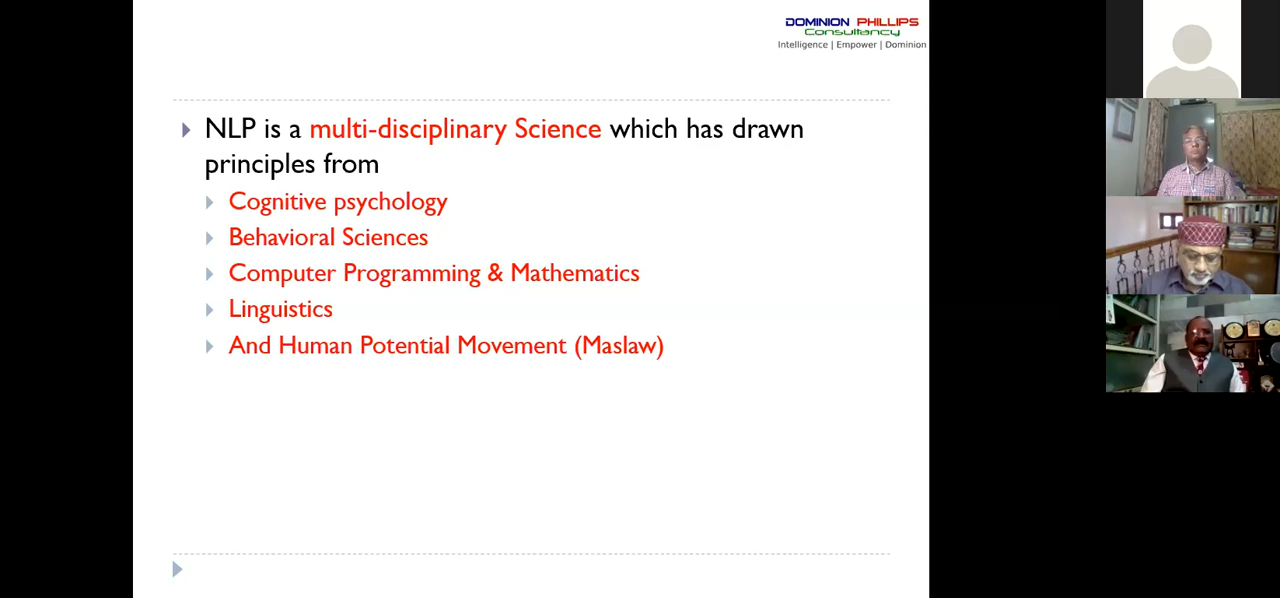 DOMINION PHILLIPS
Consultancy
Intelligence | Empower | Dominion
NLP is a multi-disciplinary Science which has drawn
principles from
Cognitive psychology
Behavioral Sciences
Computer Programming & Mathematics
Linguistics
And Human Potential Movement (Maslaw)